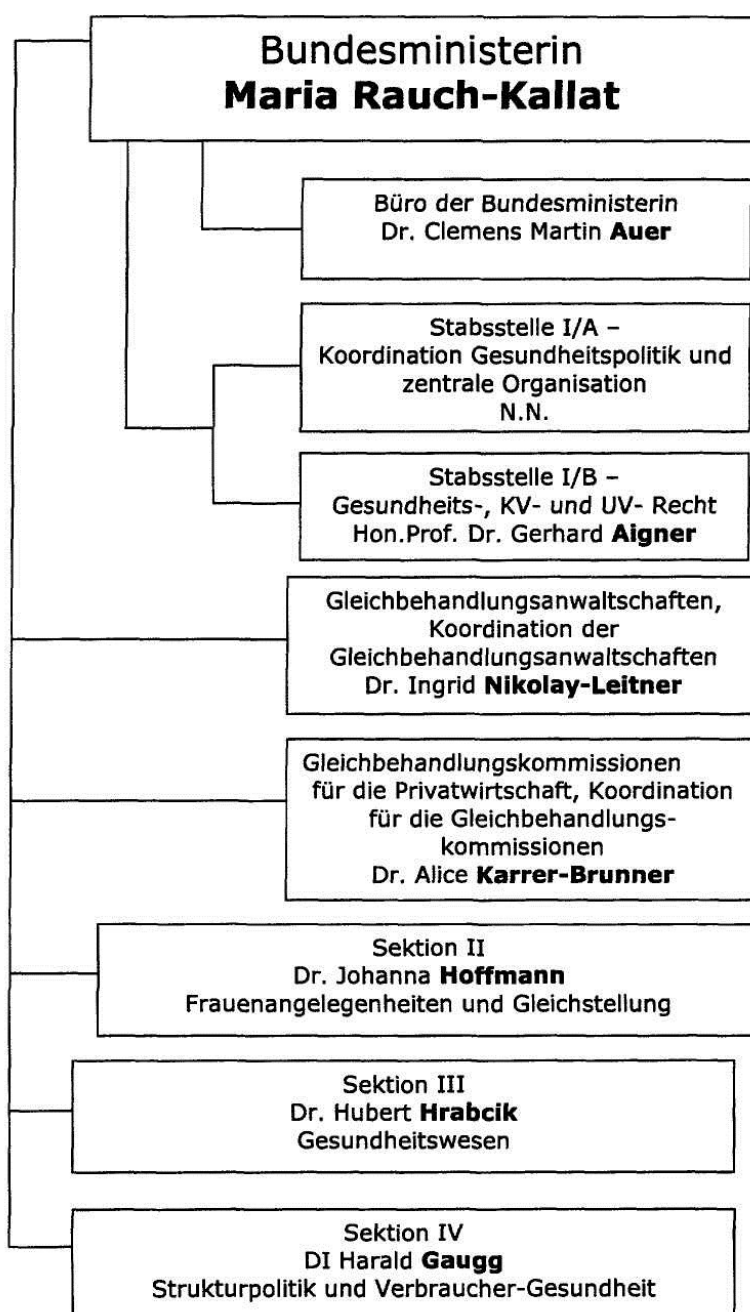 Bundesministerin
Maria Rauch-Kallat
Büro der Bundesministerin
Dr. Clemens Martin Auer
Stabsstelle I/A –
Koordination Gesundheitspolitik und
zentrale Organisation
N.N.
Stabsstelle I/B –
Gesundheits-, KV- und UV- Recht
Hon.Prof. Dr. Gerhard Aigner
Gleichbehandlungsanwaltschaften,
Koordination der
Gleichbehandlungsanwaltschaften
Dr. Ingrid Nikolay-Leitner
Gleichbehandlungskommissionen
für die Privatwirtschaft, Koordination
für die Gleichbehandlungs-
kommissionen
Dr. Alice Karrer-Brunner
Sektion II
Dr. Johanna Hoffmann
Frauenangelegenheiten und Gleichstellung
Sektion III
Dr. Hubert Hrabcik
Gesundheitswesen
Sektion IV
DI Harald Gaugg
Strukturpolitik und Verbraucher-Gesundheit